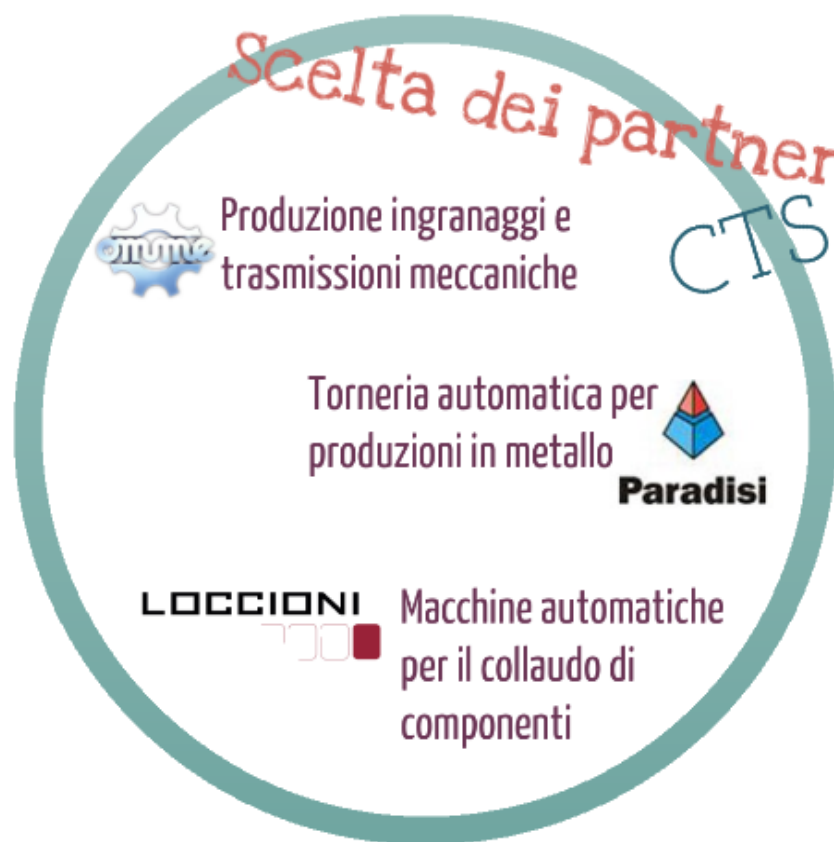 Scelta dei partner
CTS
Produzione ingranaggi e
trasmissioni meccaniche
Torneria automatica per
produzioni in metallo
Paradisi
LOCCIONI
Macchine automatiche
per il collaudo di
componenti